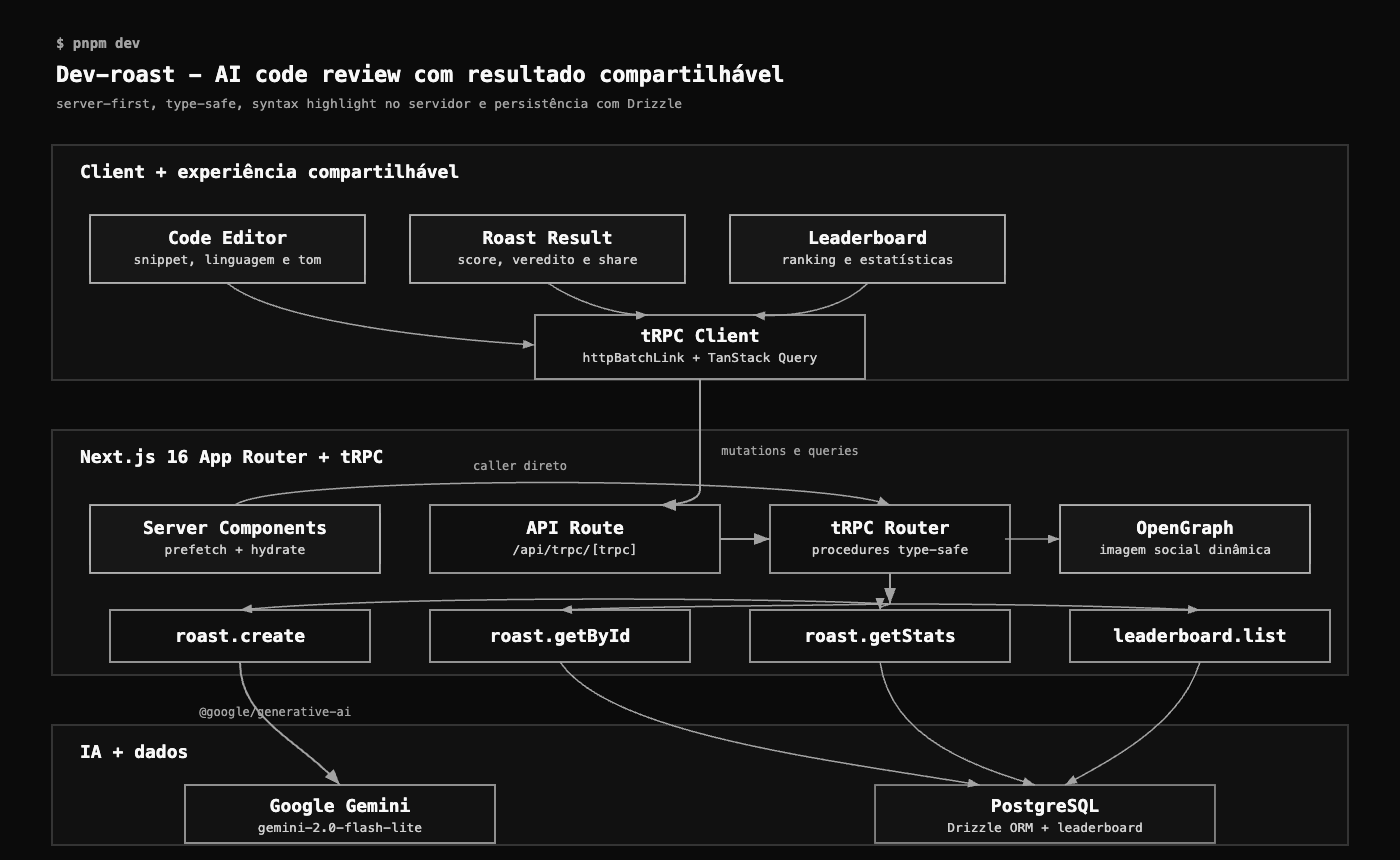 $ pnpm dev
Dev-roast - AI code review com resultado compartilhável
server-first, type-safe, syntax highlight no servidor e persistência com Drizzle
Client + experiência compartilhável
Code Editor
snippet, linguagem e tom
Roast Result
score, veredito e share
Leaderboard
ranking e estatísticas
tRPC Client
httpBatchLink + TanStack Query
Next.js 16 App Router + tRPC
mutations e queries
caller direto
Server Components
prefetch + hydrate
API Route
/api/trpc/[trpc]
tRPC Router
procedures type-safe
OpenGraph
imagem social dinâmica
roast.create
roast.getById
roast.getStats
leaderboard.list
@google/generative-ai
IA + dados
Google Gemini
gemini-2.0-flash-lite
PostgreSQL
Drizzle ORM + leaderboard